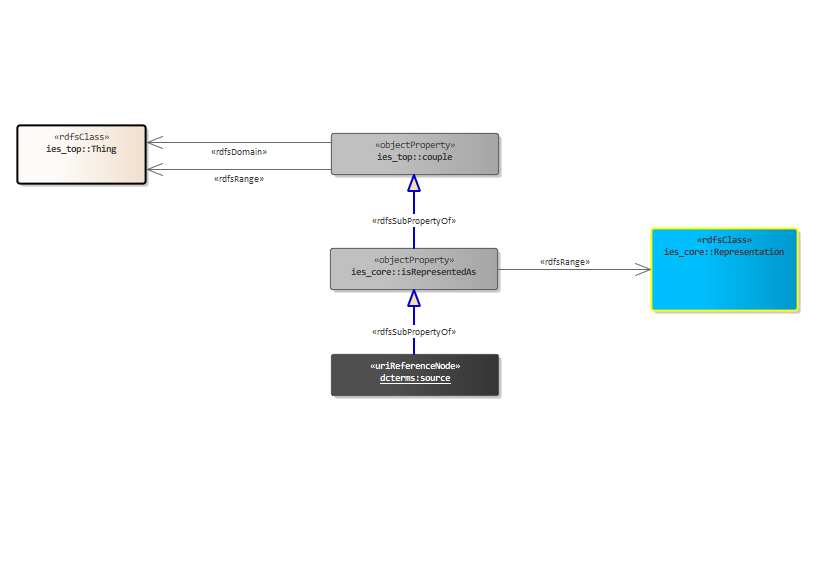 «rdfsClass»
ies_top::Thing
«rdfsDomain»
«rdfsRange»
«objectProperty»
ies_top::couple
«rdfsSubPropertyOf»
«objectProperty»
ies_core::isRepresentedAs
«rdfsRange»
«rdfsClass»
ies_core::Representation
«rdfsSubPropertyOf»
«uriReferenceNode»
dcterms:source